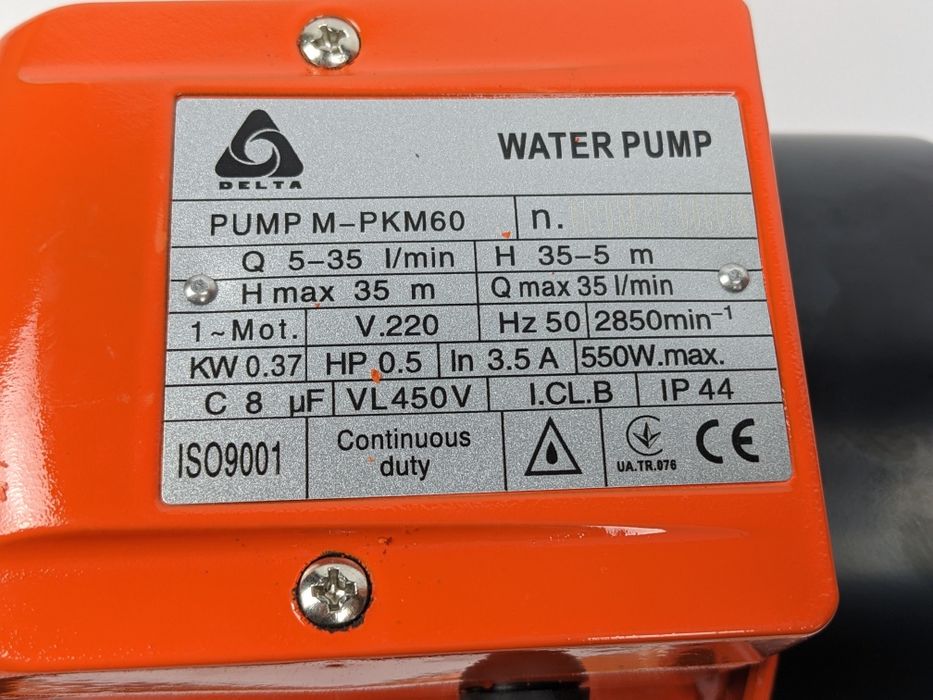 DELTA
WATER PUMP
PUMP M-PKM60 n.
Q 5-35 l/min H 35-5 m
H max 35 m Q max 35 l/min
1~Mot. V.220 Hz 50 2850min⁻¹
KW 0.37 HP 0.5 In 3.5 A 550W.max.
C 8 µF VL450V I.CL.B IP 44
ISO9001 Continuous duty UA.TR.076 CE